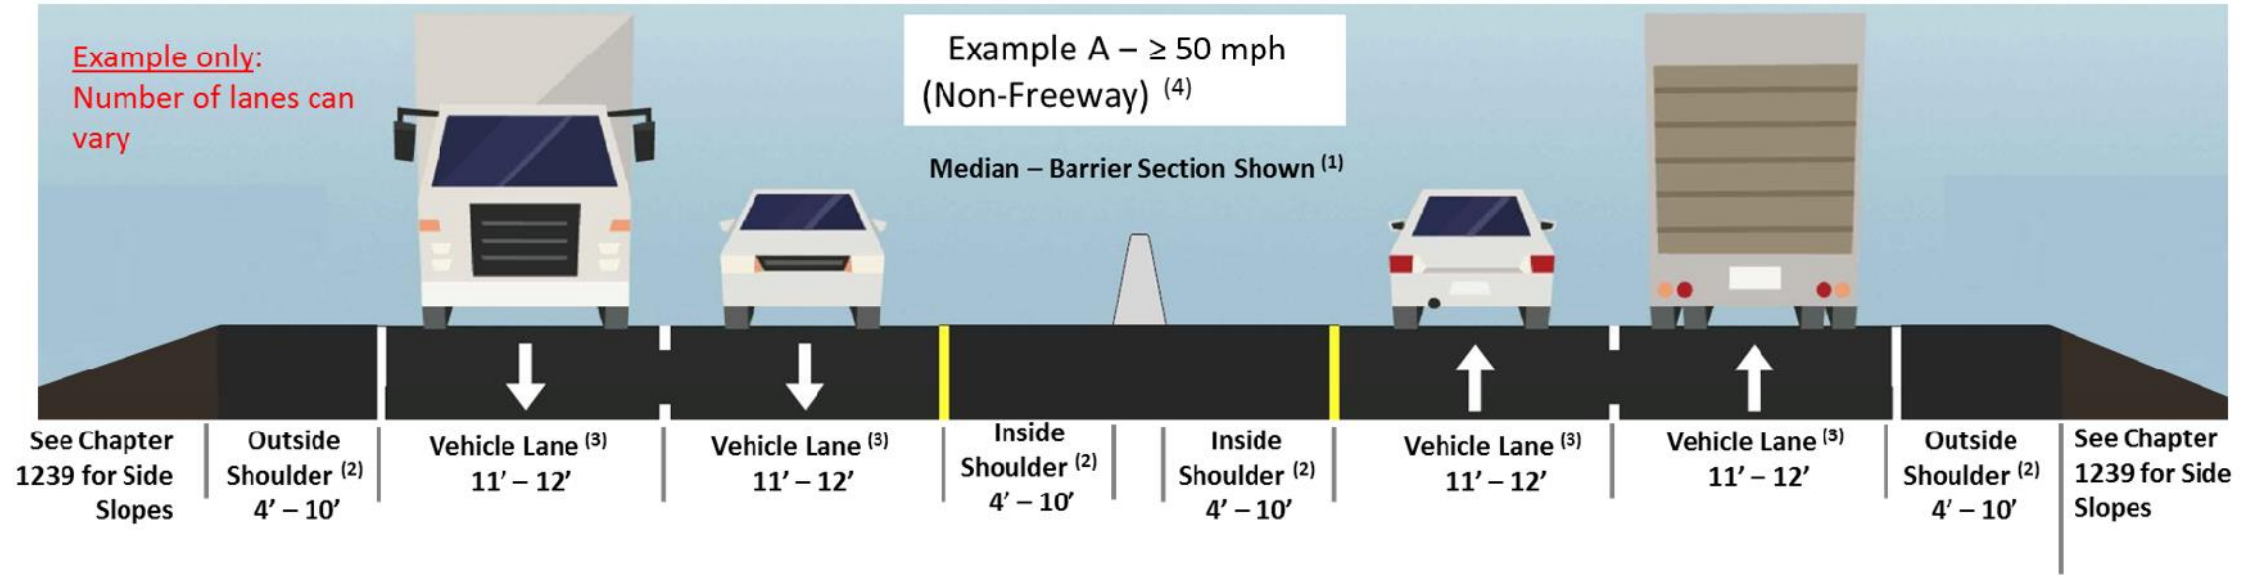 Example only:
Number of lanes can
vary
Example A – ≥ 50 mph
(Non-Freeway) (4)
Median – Barrier Section Shown (1)
See Chapter
1239 for Side
Slopes
Outside
Shoulder (2)
4’ – 10’
Vehicle Lane (3)
11’ – 12’
Vehicle Lane (3)
11’ – 12’
Inside
Shoulder (2)
4’ – 10’
Inside
Shoulder (2)
4’ – 10’
Vehicle Lane (3)
11’ – 12’
Vehicle Lane (3)
11’ – 12’
Outside
Shoulder (2)
4’ – 10’
See Chapter
1239 for Side
Slopes